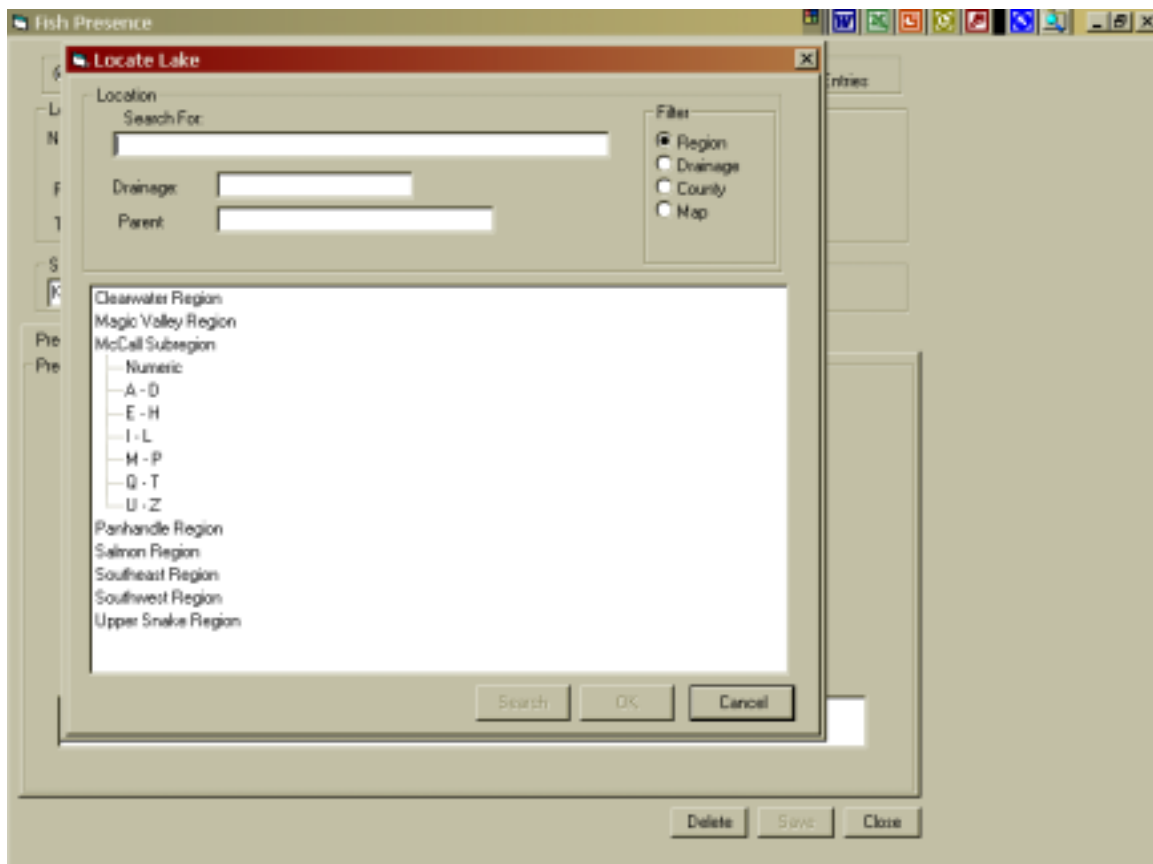 Fish Presence
Locate Lake
Entries
Location
Search For:
Filter
Region
Drainage
County
Map
Drainage:
Parent:
Clearwater Region
Magic Valley Region
McCall Subregion
Numeric
A - D
E - H
I - L
M - P
Q - T
U - Z
Panhandle Region
Salmon Region
Southeast Region
Southwest Region
Upper Snake Region
Pre
Pre
Search
OK
Cancel
Delete
Save
Close